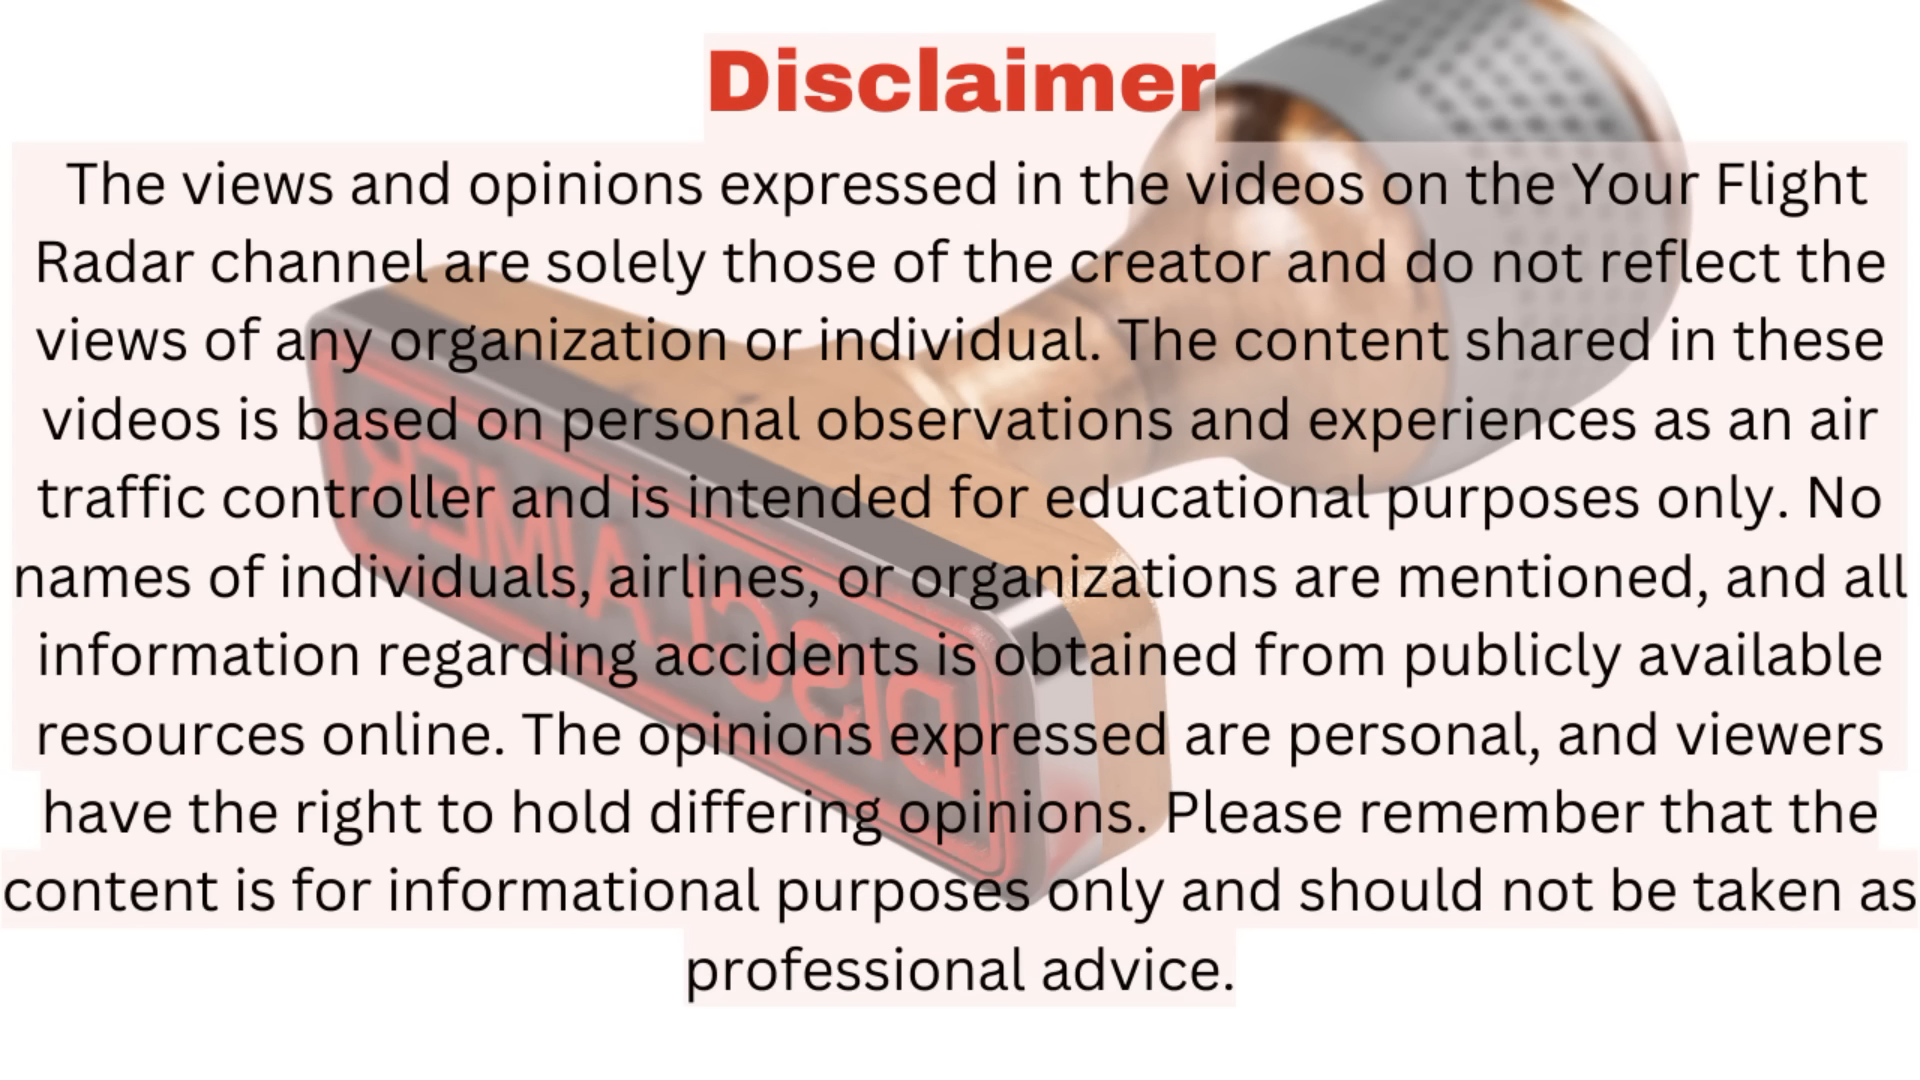 Disclaimer
The views and opinions expressed in the videos on the Your Flight
Radar channel are solely those of the creator and do not reflect the
views of any organization or individual. The content shared in these
videos is based on personal observations and experiences as an air
traffic controller and is intended for educational purposes only. No
names of individuals, airlines, or organizations are mentioned, and all
information regarding accidents is obtained from publicly available
resources online. The opinions expressed are personal, and viewers
have the right to hold differing opinions. Please remember that the
content is for informational purposes only and should not be taken as
professional advice.
DISCLAIMER